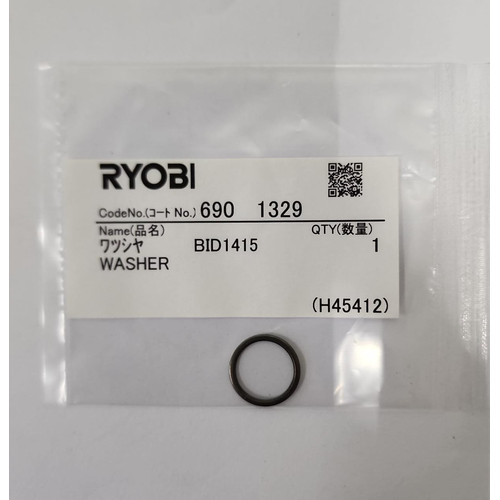 RYOBI
CodeNo.(コート No.) 690 1329
Name(品名) QTY(数量)
ワツシヤ BID1415 1
WASHER
(H45412)